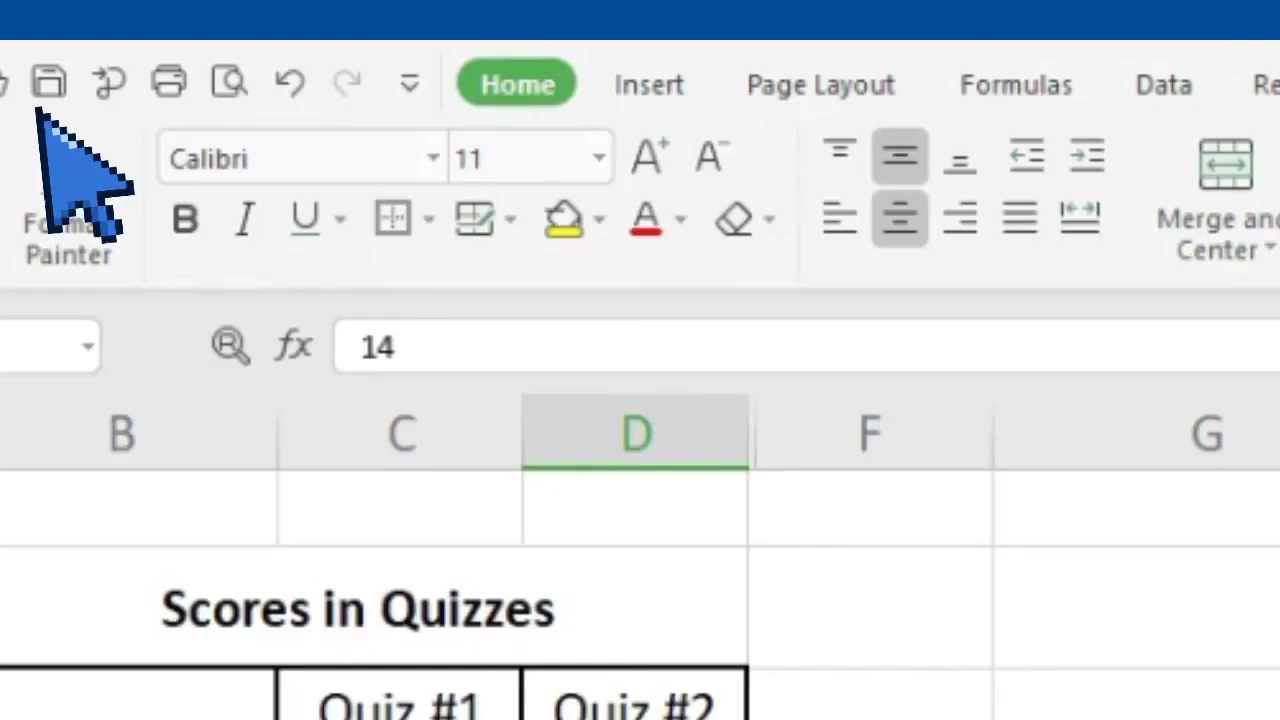 Home Insert Page Layout Formulas Data
Calibri 11 A+ A-
B I U A
Painter
Merge and
Center
fx 14
B C D F G
Scores in Quizzes
Quiz #1 Quiz #2